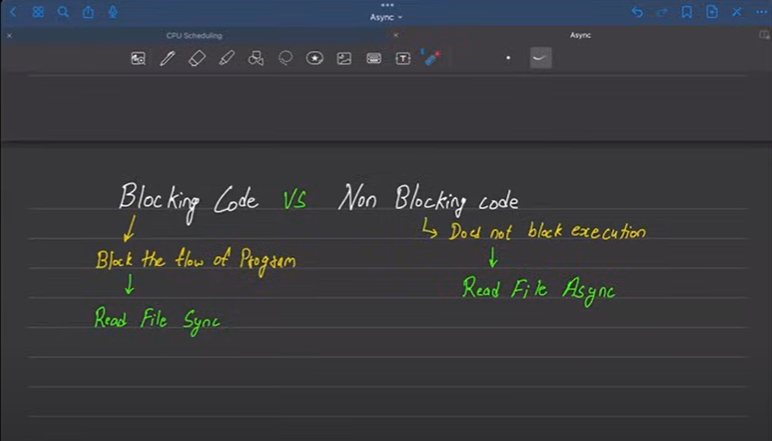 Async
CPU Scheduling
Async
Blocking Code VS Non Blocking code
Does not block execution
Block the flow of Program
Read File Async
Read File Sync